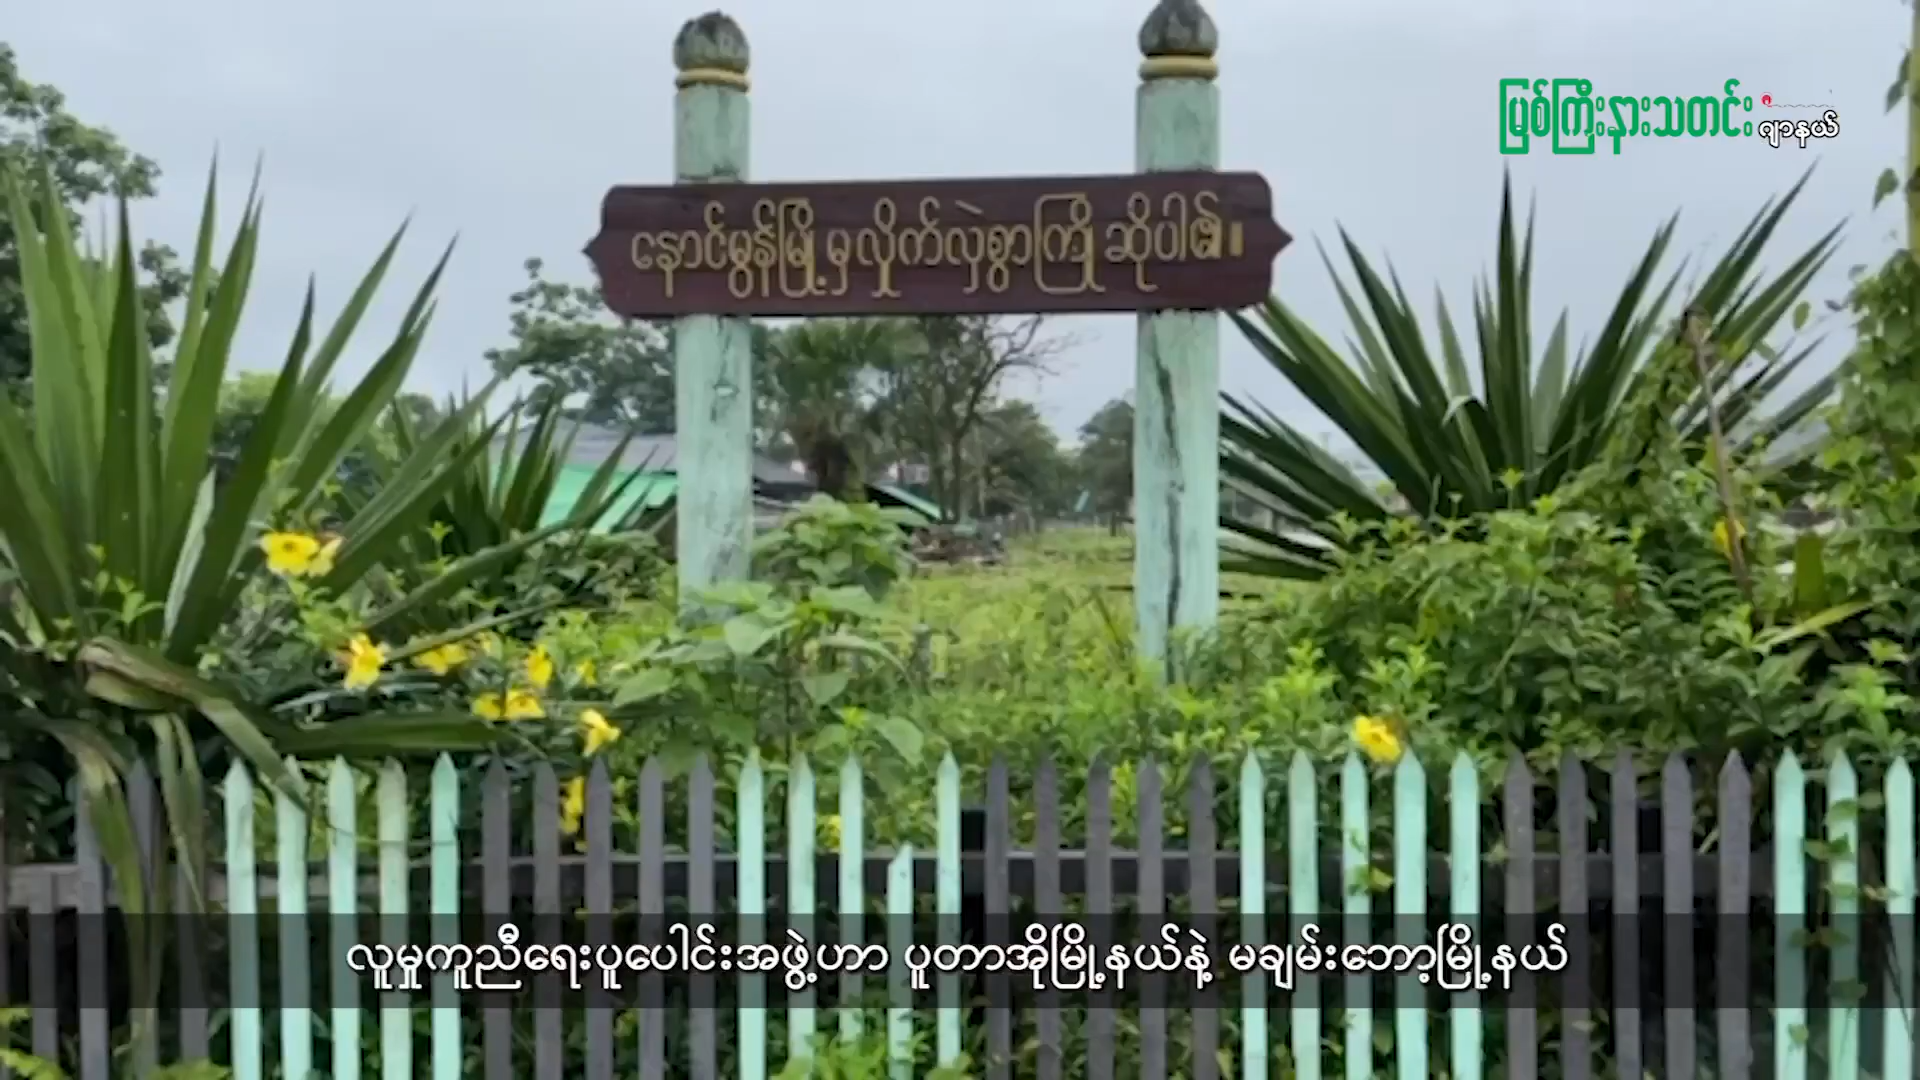 မြစ်ကြီးနားသတင်း
ဂျာနယ်
နောင်မွန်မြို့မှလှိုက်လှဲစွာကြိုဆိုပါ၏။
လူမှုကူညီရေးပူပေါင်းအဖွဲ့ဟာ ပူတာအိုမြို့နယ်နဲ့ မချမ်းဘော့မြို့နယ်